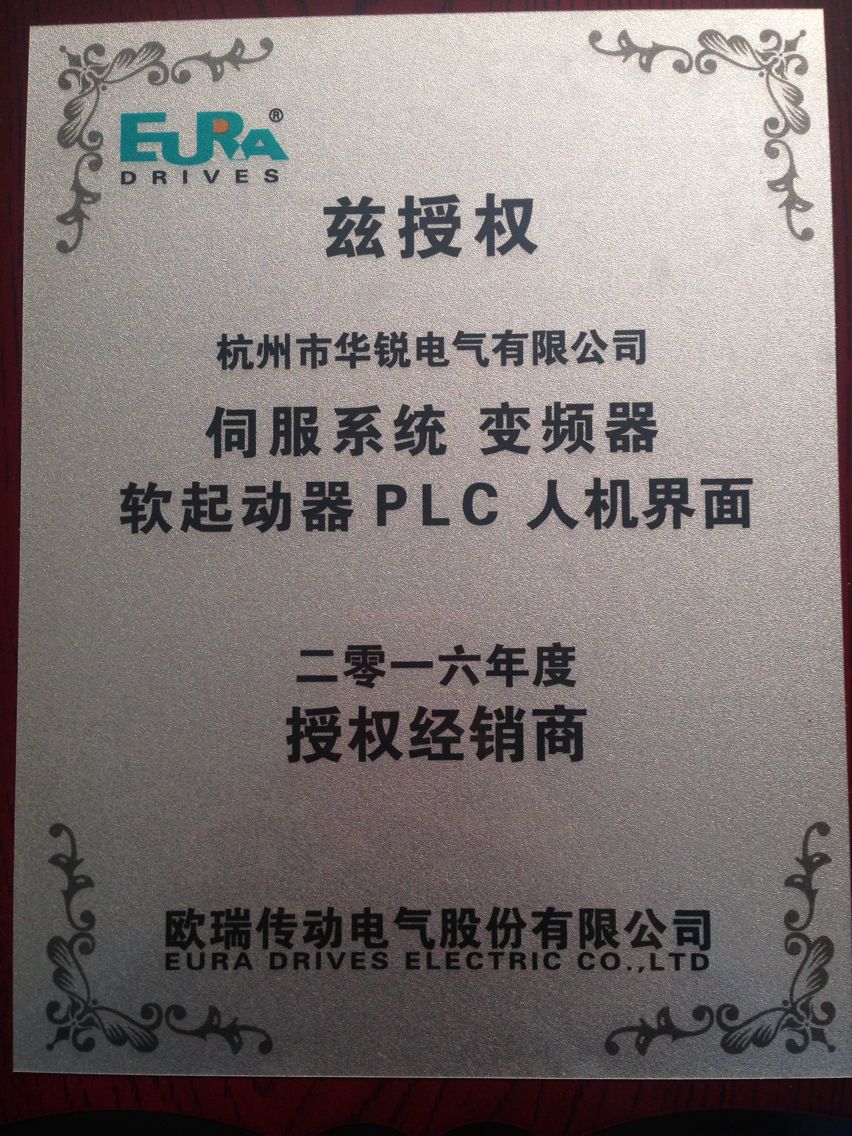 EURA®
DRIVES
兹授权
杭州市华锐电气有限公司
伺服系统 变频器
软起动器 PLC 人机界面
二零一六年度
授权经销商
欧瑞传动电气股份有限公司
EURA DRIVES ELECTRIC CO.,LTD